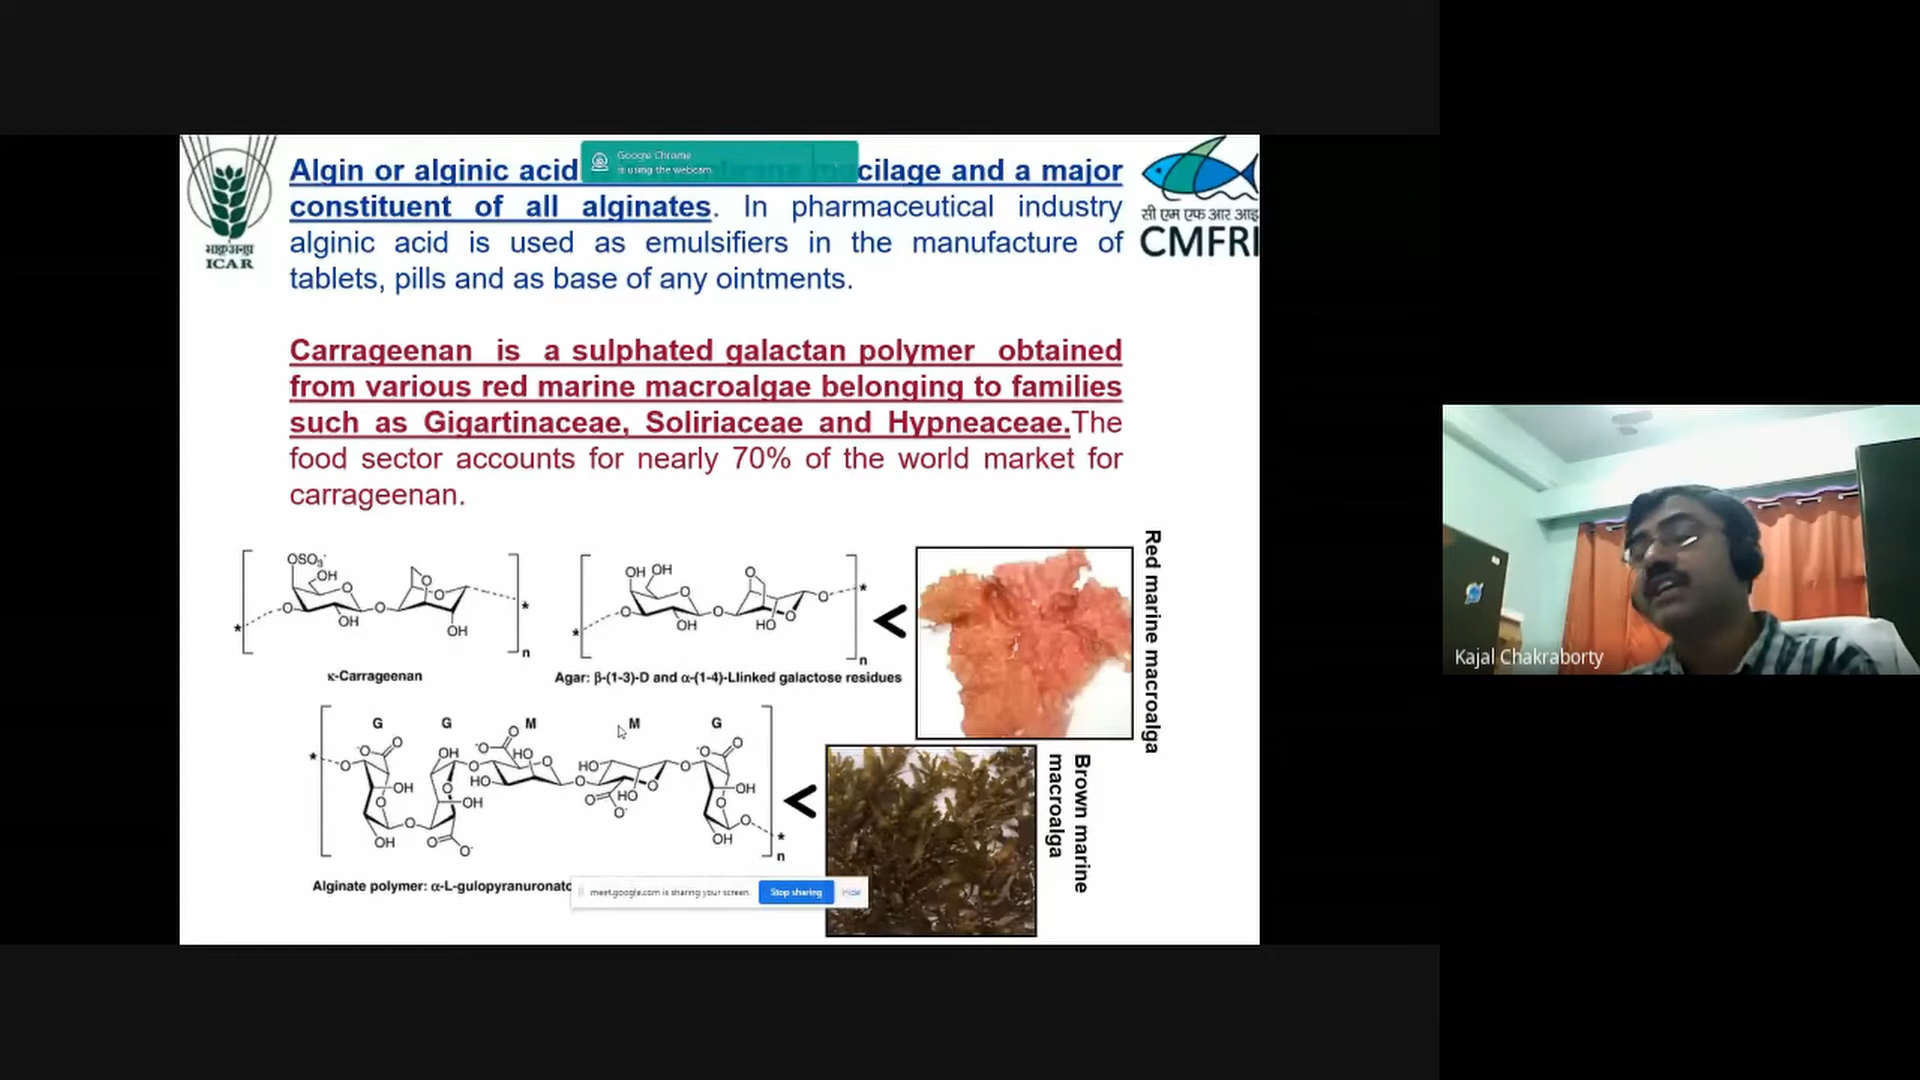 Algin or alginic acid mucilage and a major
constituent of all alginates. In pharmaceutical industry
alginic acid is used as emulsifiers in the manufacture of
tablets, pills and as base of any ointments.
Google Chrome
is using the webcam.
भाकृअनुप
ICAR
सी एम एफ आर आइ
CMFRI
Carrageenan is a sulphated galactan polymer obtained
from various red marine macroalgae belonging to families
such as Gigartinaceae, Soliriaceae and Hypneaceae.The
food sector accounts for nearly 70% of the world market for
carrageenan.
OSO3-
OH
O
O
O
O
OH
OH
*
*
n
κ-Carrageenan
OH OH
O
O
O
OH
O
HO
O
O
*
*
n
Agar: β-(1-3)-D and α-(1-4)-Llinked galactose residues
<
Red marine macroalga
G G M M G
-O O
OH
-O O
HO
HO
-O O
*
O
O
O
O
HO
O
O
O
OH
O
OH
O
HO
O
OH
O
O
OH
O
O-
O
O-
OH
O
*
n
Alginate polymer: α-L-gulopyranuronato
<
Brown marine
macroalga
meet.google.com is sharing your screen.
Stop sharing
Hide
Kajal Chakraborty